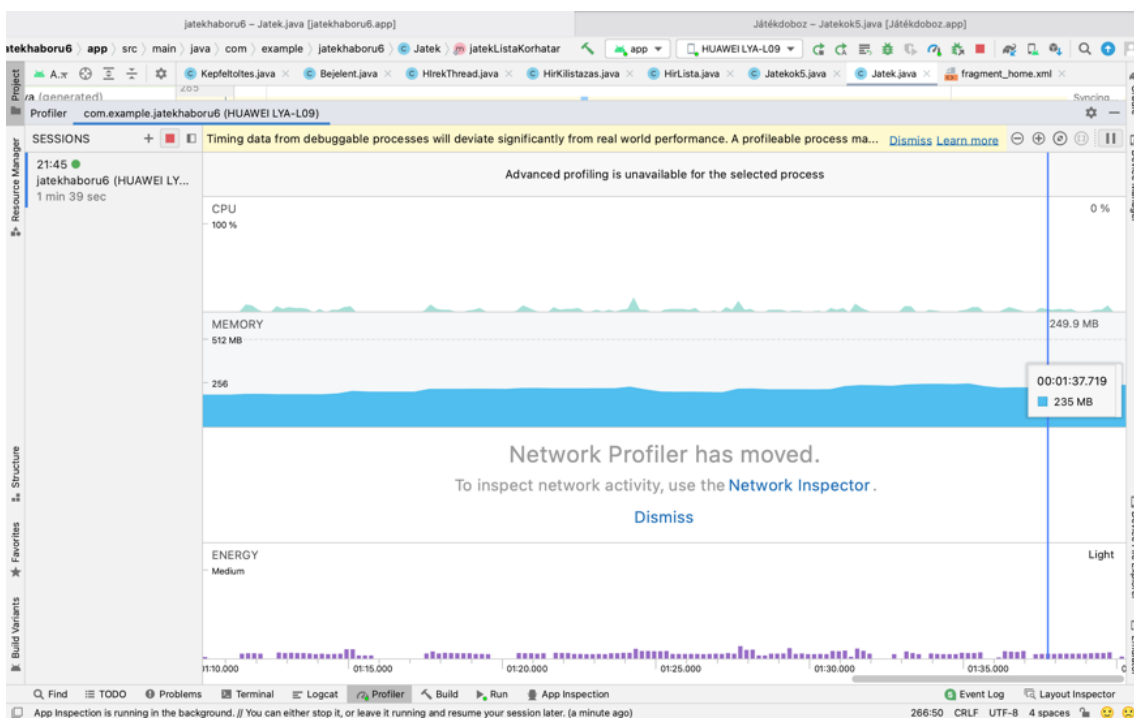 jatekhaboru6 – Jatek.java [jatekhaboru6.app]
Játékdoboz – Jatekok5.java [Játékdoboz.app]
atekhaboru6 app src main java com example jatekhaboru6 Jatek jatekListaKorhatar app HUAWEI LYA-L09
A..x Kepfeltoltes.java Bejelent.java HIrekThread.java HirKilistazas.java HirLista.java Jatekok5.java Jatek.java fragment_home.xml
va (generated) 265 Syncing...
Profiler com.example.jatekhaboru6 (HUAWEI LYA-L09)
SESSIONS
Timing data from debuggable processes will deviate significantly from real world performance. A profileable process ma... Dismiss Learn more
21:45
jatekhaboru6 (HUAWEI LY...
1 min 39 sec
Advanced profiling is unavailable for the selected process
CPU 0 %
100 %
MEMORY 249.9 MB
512 MB
256
00:01:37.719
235 MB
Network Profiler has moved.
To inspect network activity, use the Network Inspector.
Dismiss
ENERGY Light
Medium
01:15.000 01:20.000 01:25.000 01:30.000 01:35.000
Project
Resource Manager
Structure
Favorites
Build Variants
Find TODO Problems Terminal Logcat Profiler Build Run App Inspection Event Log Layout Inspector
App Inspection is running in the background. // You can either stop it, or leave it running and resume your session later. (a minute ago) 266:50 CRLF UTF-8 4 spaces